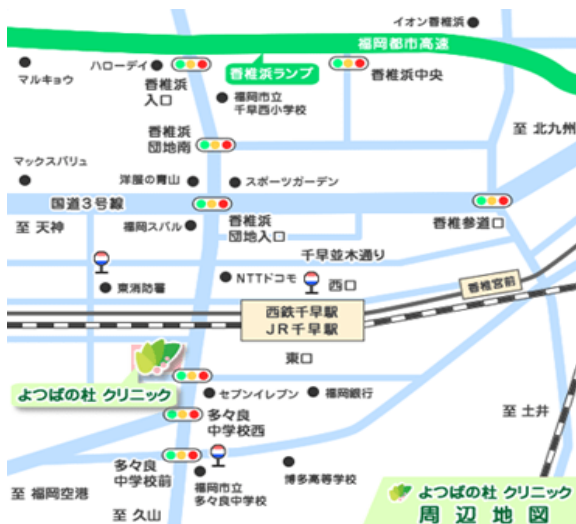 イオン香椎浜
福岡都市高速
マルキョウ
ハローデイ
香椎浜ランプ
香椎浜中央
香椎浜
入口
福岡市立
千早西小学校
香椎浜
団地南
至 北九州
マックスバリュ
洋服の青山
スポーツガーデン
国道3号線
至 天神
福岡スバル
香椎浜
団地入口
香椎参道口
千早並木通り
東消防署
NTTドコモ
西口
香椎宮前
西鉄千早駅
JR千早駅
東口
よつばの杜 クリニック
セブンイレブン
福岡銀行
多々良
中学校西
至 土井
多々良
中学校前
福岡市立
多々良中学校
博多高等学校
至 福岡空港
至 久山
よつばの杜 クリニック
周辺地図